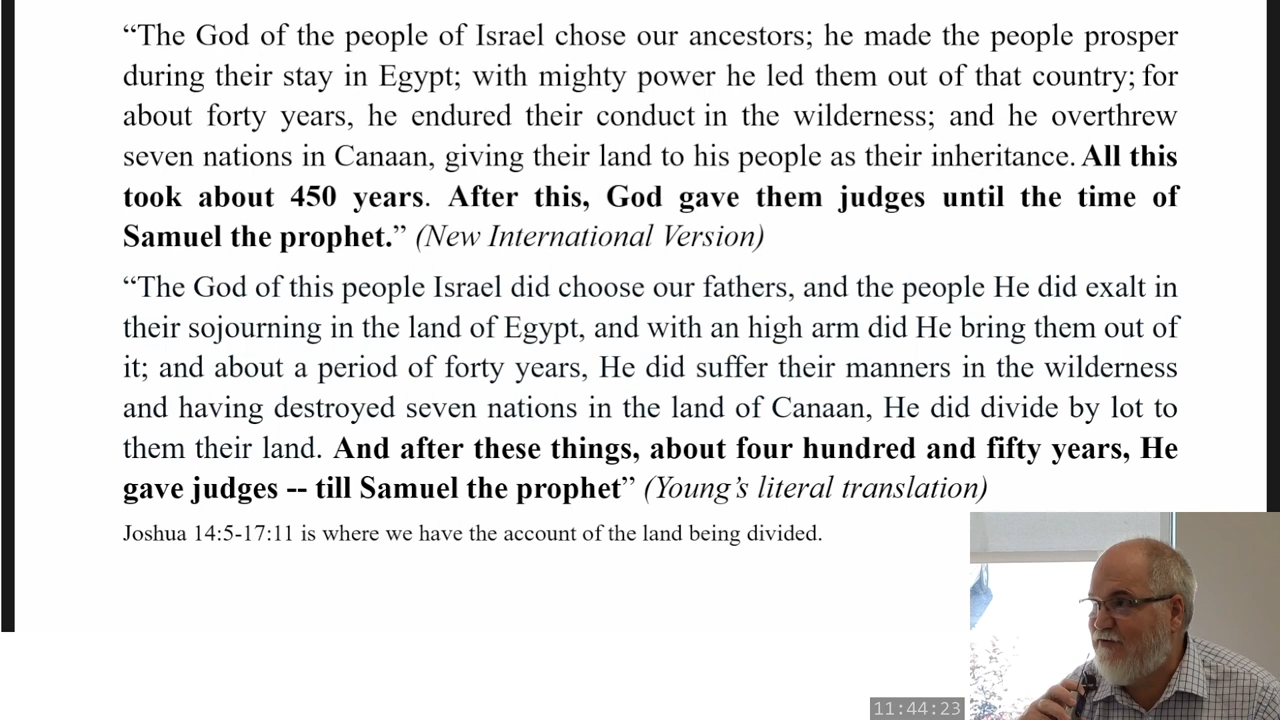 “The God of the people of Israel chose our ancestors; he made the people prosper
during their stay in Egypt; with mighty power he led them out of that country; for
about forty years, he endured their conduct in the wilderness; and he overthrew
seven nations in Canaan, giving their land to his people as their inheritance. All this
took about 450 years. After this, God gave them judges until the time of
Samuel the prophet.” (New International Version)
“The God of this people Israel did choose our fathers, and the people He did exalt in
their sojourning in the land of Egypt, and with an high arm did He bring them out of
it; and about a period of forty years, He did suffer their manners in the wilderness
and having destroyed seven nations in the land of Canaan, He did divide by lot to
them their land. And after these things, about four hundred and fifty years, He
gave judges -- till Samuel the prophet” (Young’s literal translation)
Joshua 14:5-17:11 is where we have the account of the land being divided.
11:44:23